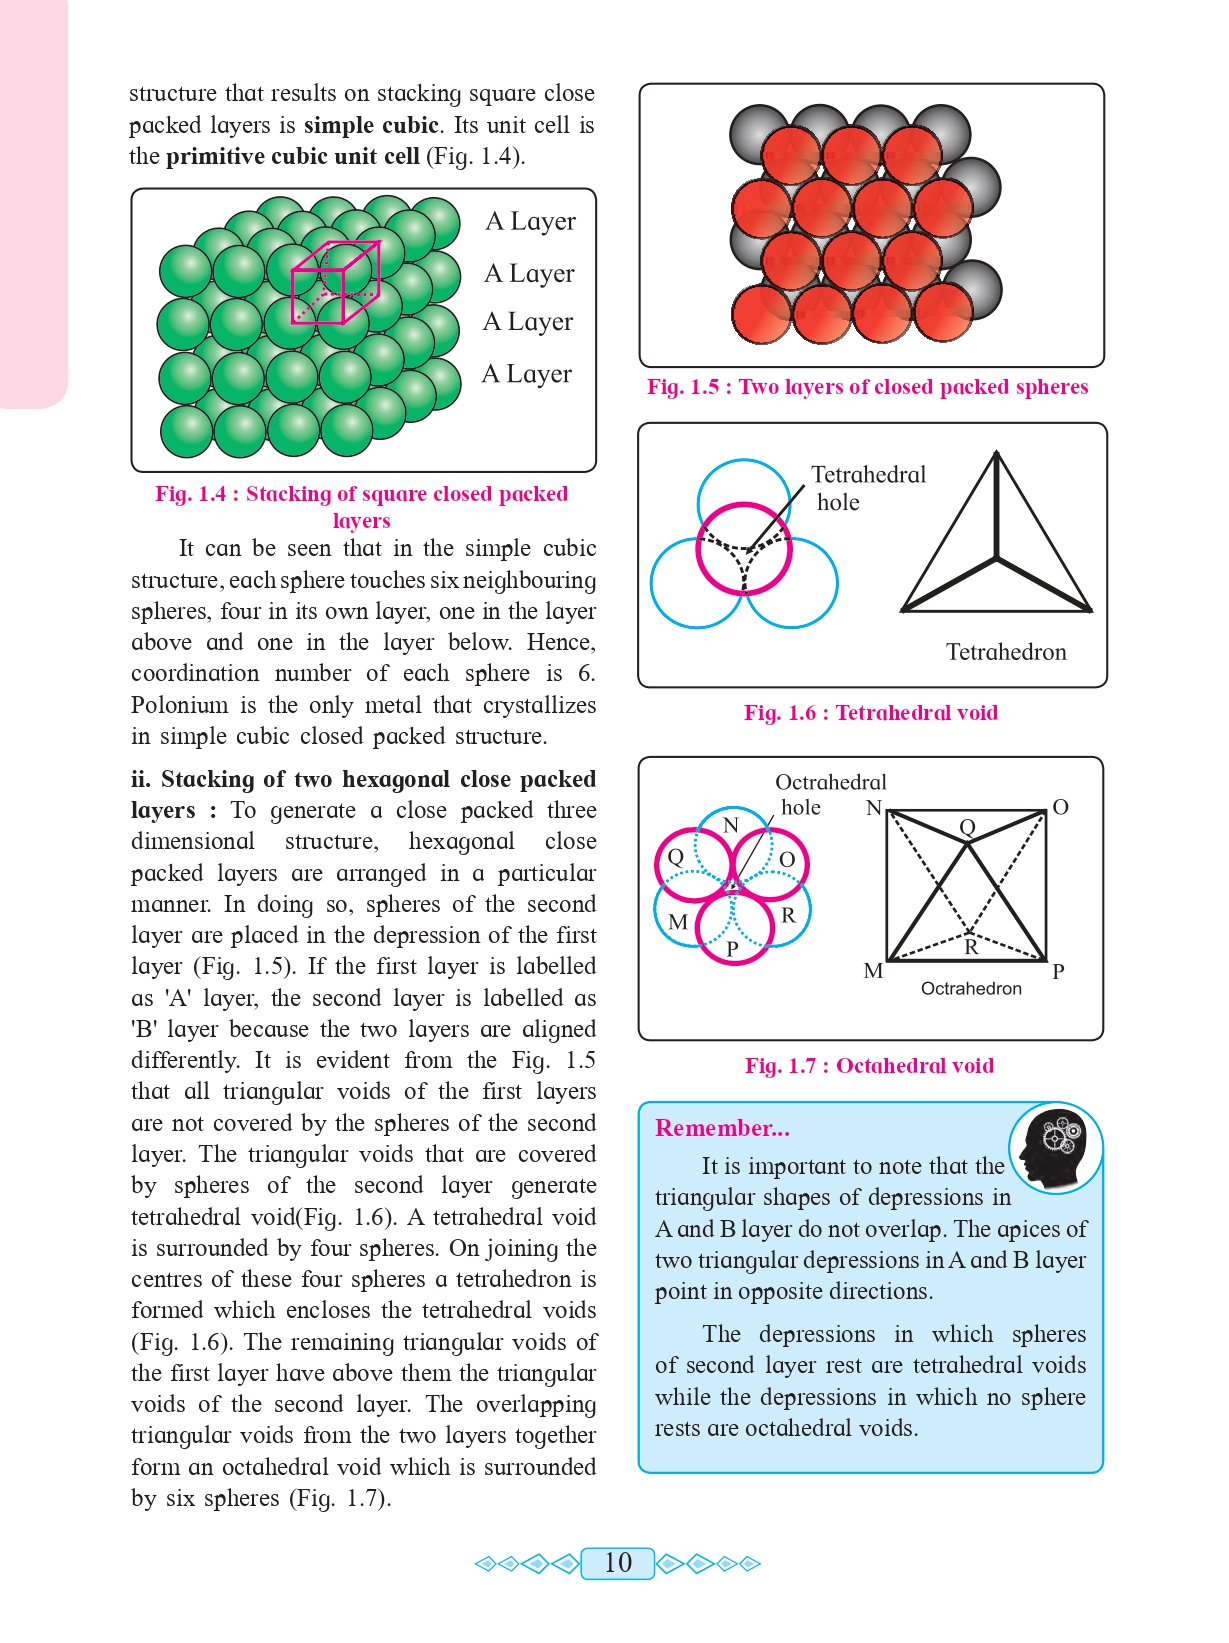 structure that results on stacking square close
packed layers is simple cubic. Its unit cell is
the primitive cubic unit cell (Fig. 1.4).
A Layer
A Layer
A Layer
A Layer
Fig. 1.4 : Stacking of square closed packed
layers
It can be seen that in the simple cubic
structure, each sphere touches six neighbouring
spheres, four in its own layer, one in the layer
above and one in the layer below. Hence,
coordination number of each sphere is 6.
Polonium is the only metal that crystallizes
in simple cubic closed packed structure.
ii. Stacking of two hexagonal close packed
layers : To generate a close packed three
dimensional structure, hexagonal close
packed layers are arranged in a particular
manner. In doing so, spheres of the second
layer are placed in the depression of the first
layer (Fig. 1.5). If the first layer is labelled
as 'A' layer, the second layer is labelled as
'B' layer because the two layers are aligned
differently. It is evident from the Fig. 1.5
that all triangular voids of the first layers
are not covered by the spheres of the second
layer. The triangular voids that are covered
by spheres of the second layer generate
tetrahedral void(Fig. 1.6). A tetrahedral void
is surrounded by four spheres. On joining the
centres of these four spheres a tetrahedron is
formed which encloses the tetrahedral voids
(Fig. 1.6). The remaining triangular voids of
the first layer have above them the triangular
voids of the second layer. The overlapping
triangular voids from the two layers together
form an octahedral void which is surrounded
by six spheres (Fig. 1.7).
Fig. 1.5 : Two layers of closed packed spheres
Tetrahedral
hole
Tetrahedron
Fig. 1.6 : Tetrahedral void
Octrahedral
hole
N
Q
O
M
R
P
N
O
Q
R
M
P
Octrahedron
Fig. 1.7 : Octahedral void
Remember...
It is important to note that the
triangular shapes of depressions in
A and B layer do not overlap. The apices of
two triangular depressions in A and B layer
point in opposite directions.
The depressions in which spheres
of second layer rest are tetrahedral voids
while the depressions in which no sphere
rests are octahedral voids.
10